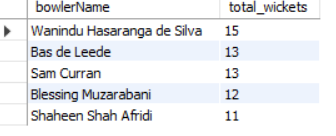 bowlerName total_wickets
Wanindu Hasaranga de Silva 15
Bas de Leede 13
Sam Curran 13
Blessing Muzarabani 12
Shaheen Shah Afridi 11